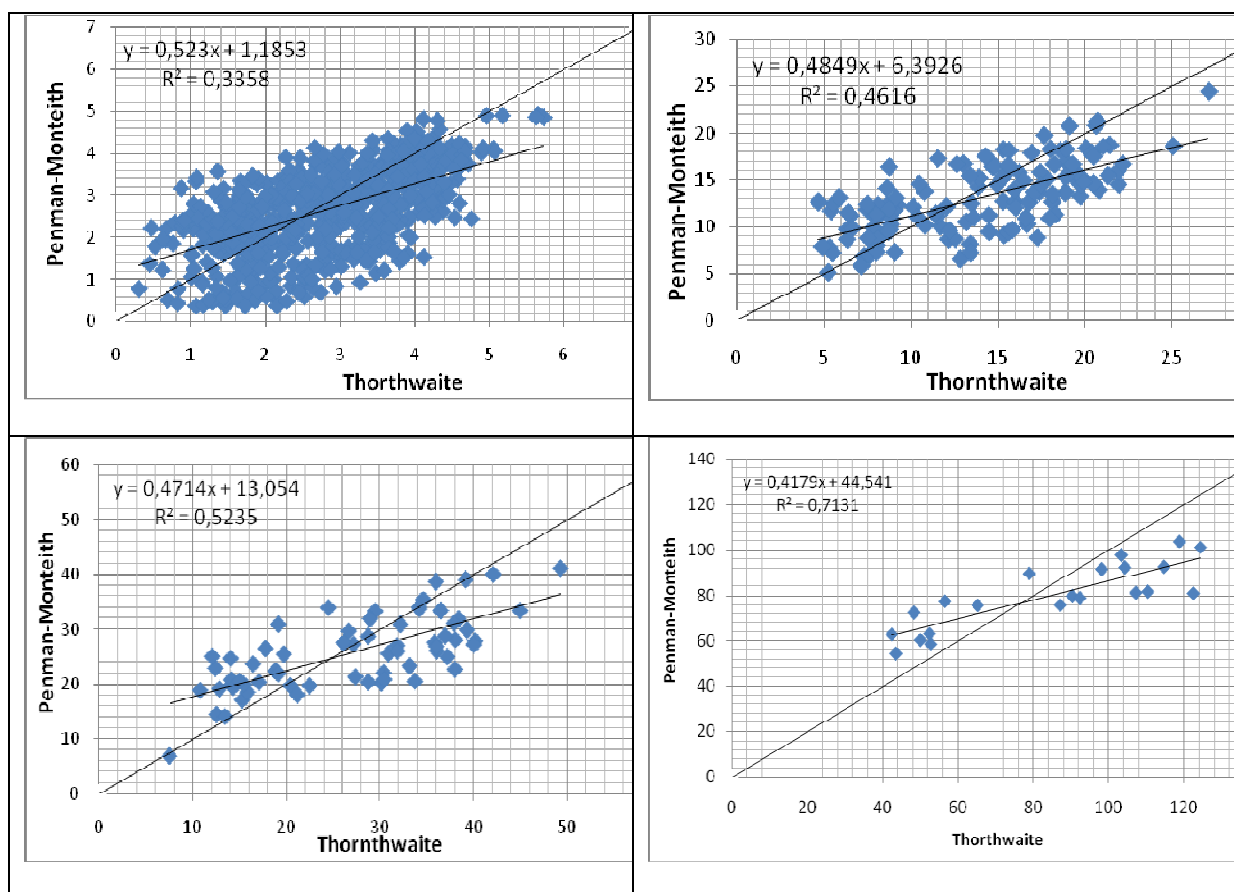 7
y = 0,523x + 1,1853
6
R² = 0,3358
5
4
3
2
1
0
Penman-Monteith
0 1 2 3 4 5 6
Thorthwaite
30
y = 0,4849x + 5,3926
25
R² = 0,4616
20
15
10
5
0
Penman-Monteith
0 5 10 15 20 25
Thornthwaite
60
y = 0,4714x + 13,054
R² = 0,5235
50
40
30
20
10
0
Penman-Monteith
0 10 20 30 40 50
Thornthwaite
140
y = 0,4179x + 44,541
R² = 0,7131
120
100
80
60
40
20
0
Penman-Monteith
0 20 40 60 80 100 120
Thorthwaite